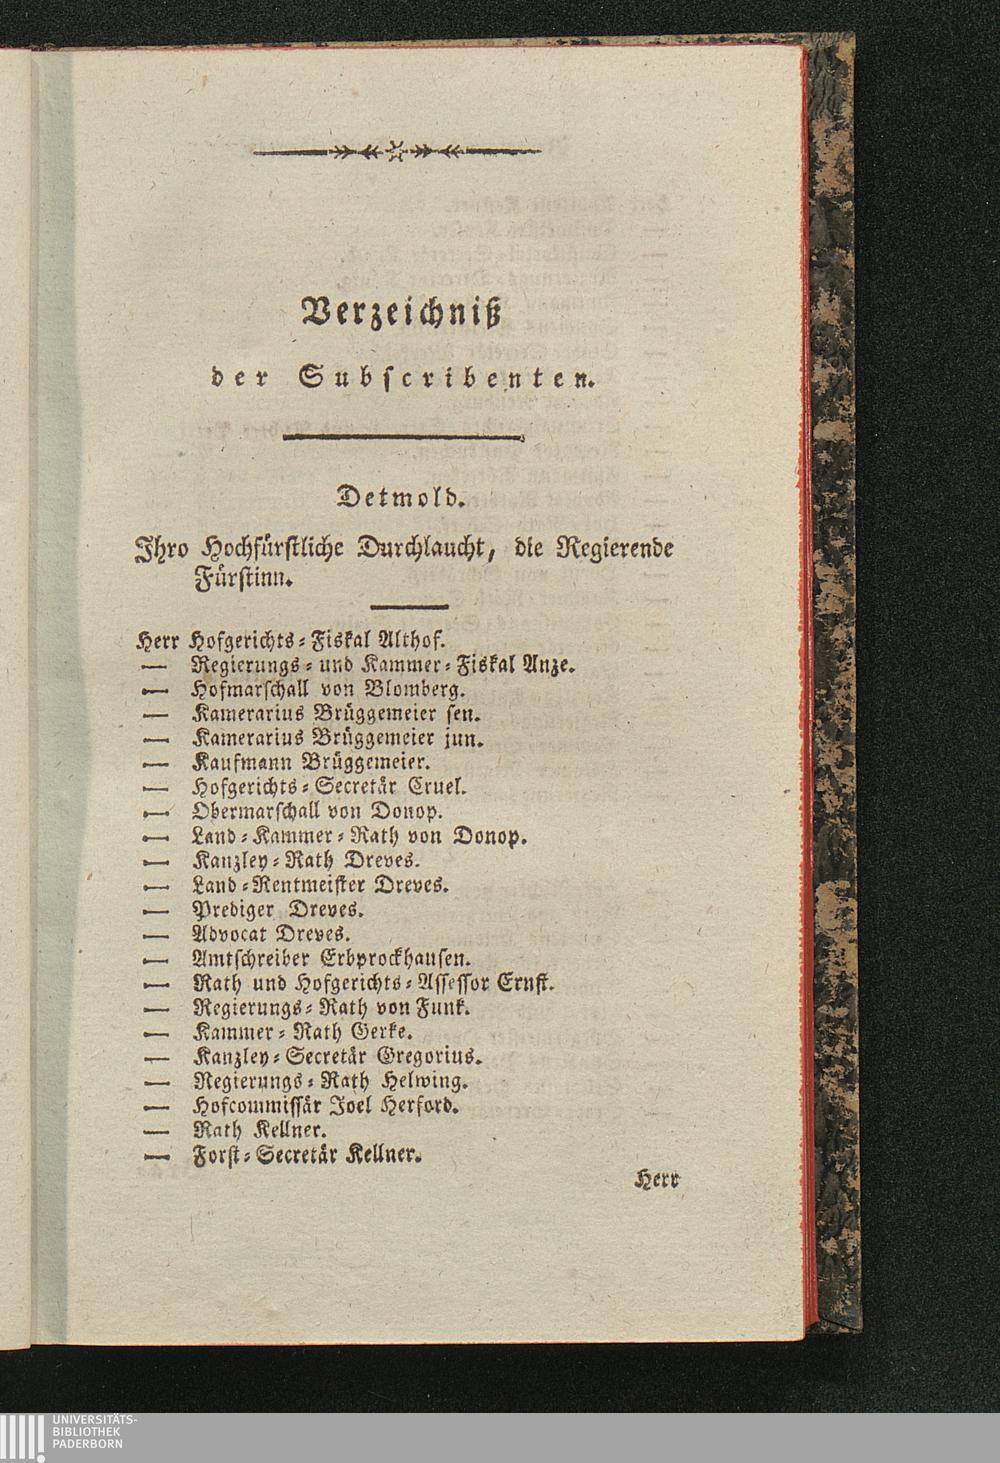 Verzeichniß
der Subscribenten.
Detmold.
Ihro Hochfürstliche Durchlaucht, die Regierende
Fürstinn.
Herr Hofgerichts-Fiskal Althof.
— Regierungs- und Kammer-Fiskal Anze.
— Hofmarschall von Blomberg.
— Kamerarius Brüggemeier sen.
— Kamerarius Brüggemeier jun.
— Kaufmann Brüggemeier.
— Hofgerichts-Secretär Cruel.
— Obermarschall von Donop.
— Land-Kammer-Rath von Donop.
— Kanzley-Rath Dreves.
— Land-Rentmeister Dreves.
— Prediger Dreves.
— Advocat Dreves.
— Amtschreiber Erbprockhausen.
— Rath und Hofgerichts-Assessor Ernst.
— Regierungs-Rath von Funk.
— Kammer-Rath Gerke.
— Kanzley-Secretär Gregorius.
— Regierungs-Rath Helwing.
— Hofcommissär Joel Herford.
— Rath Kellner.
— Forst-Secretär Kellner.
Herr
UNIVERSITÄTS-
BIBLIOTHEK
PADERBORN